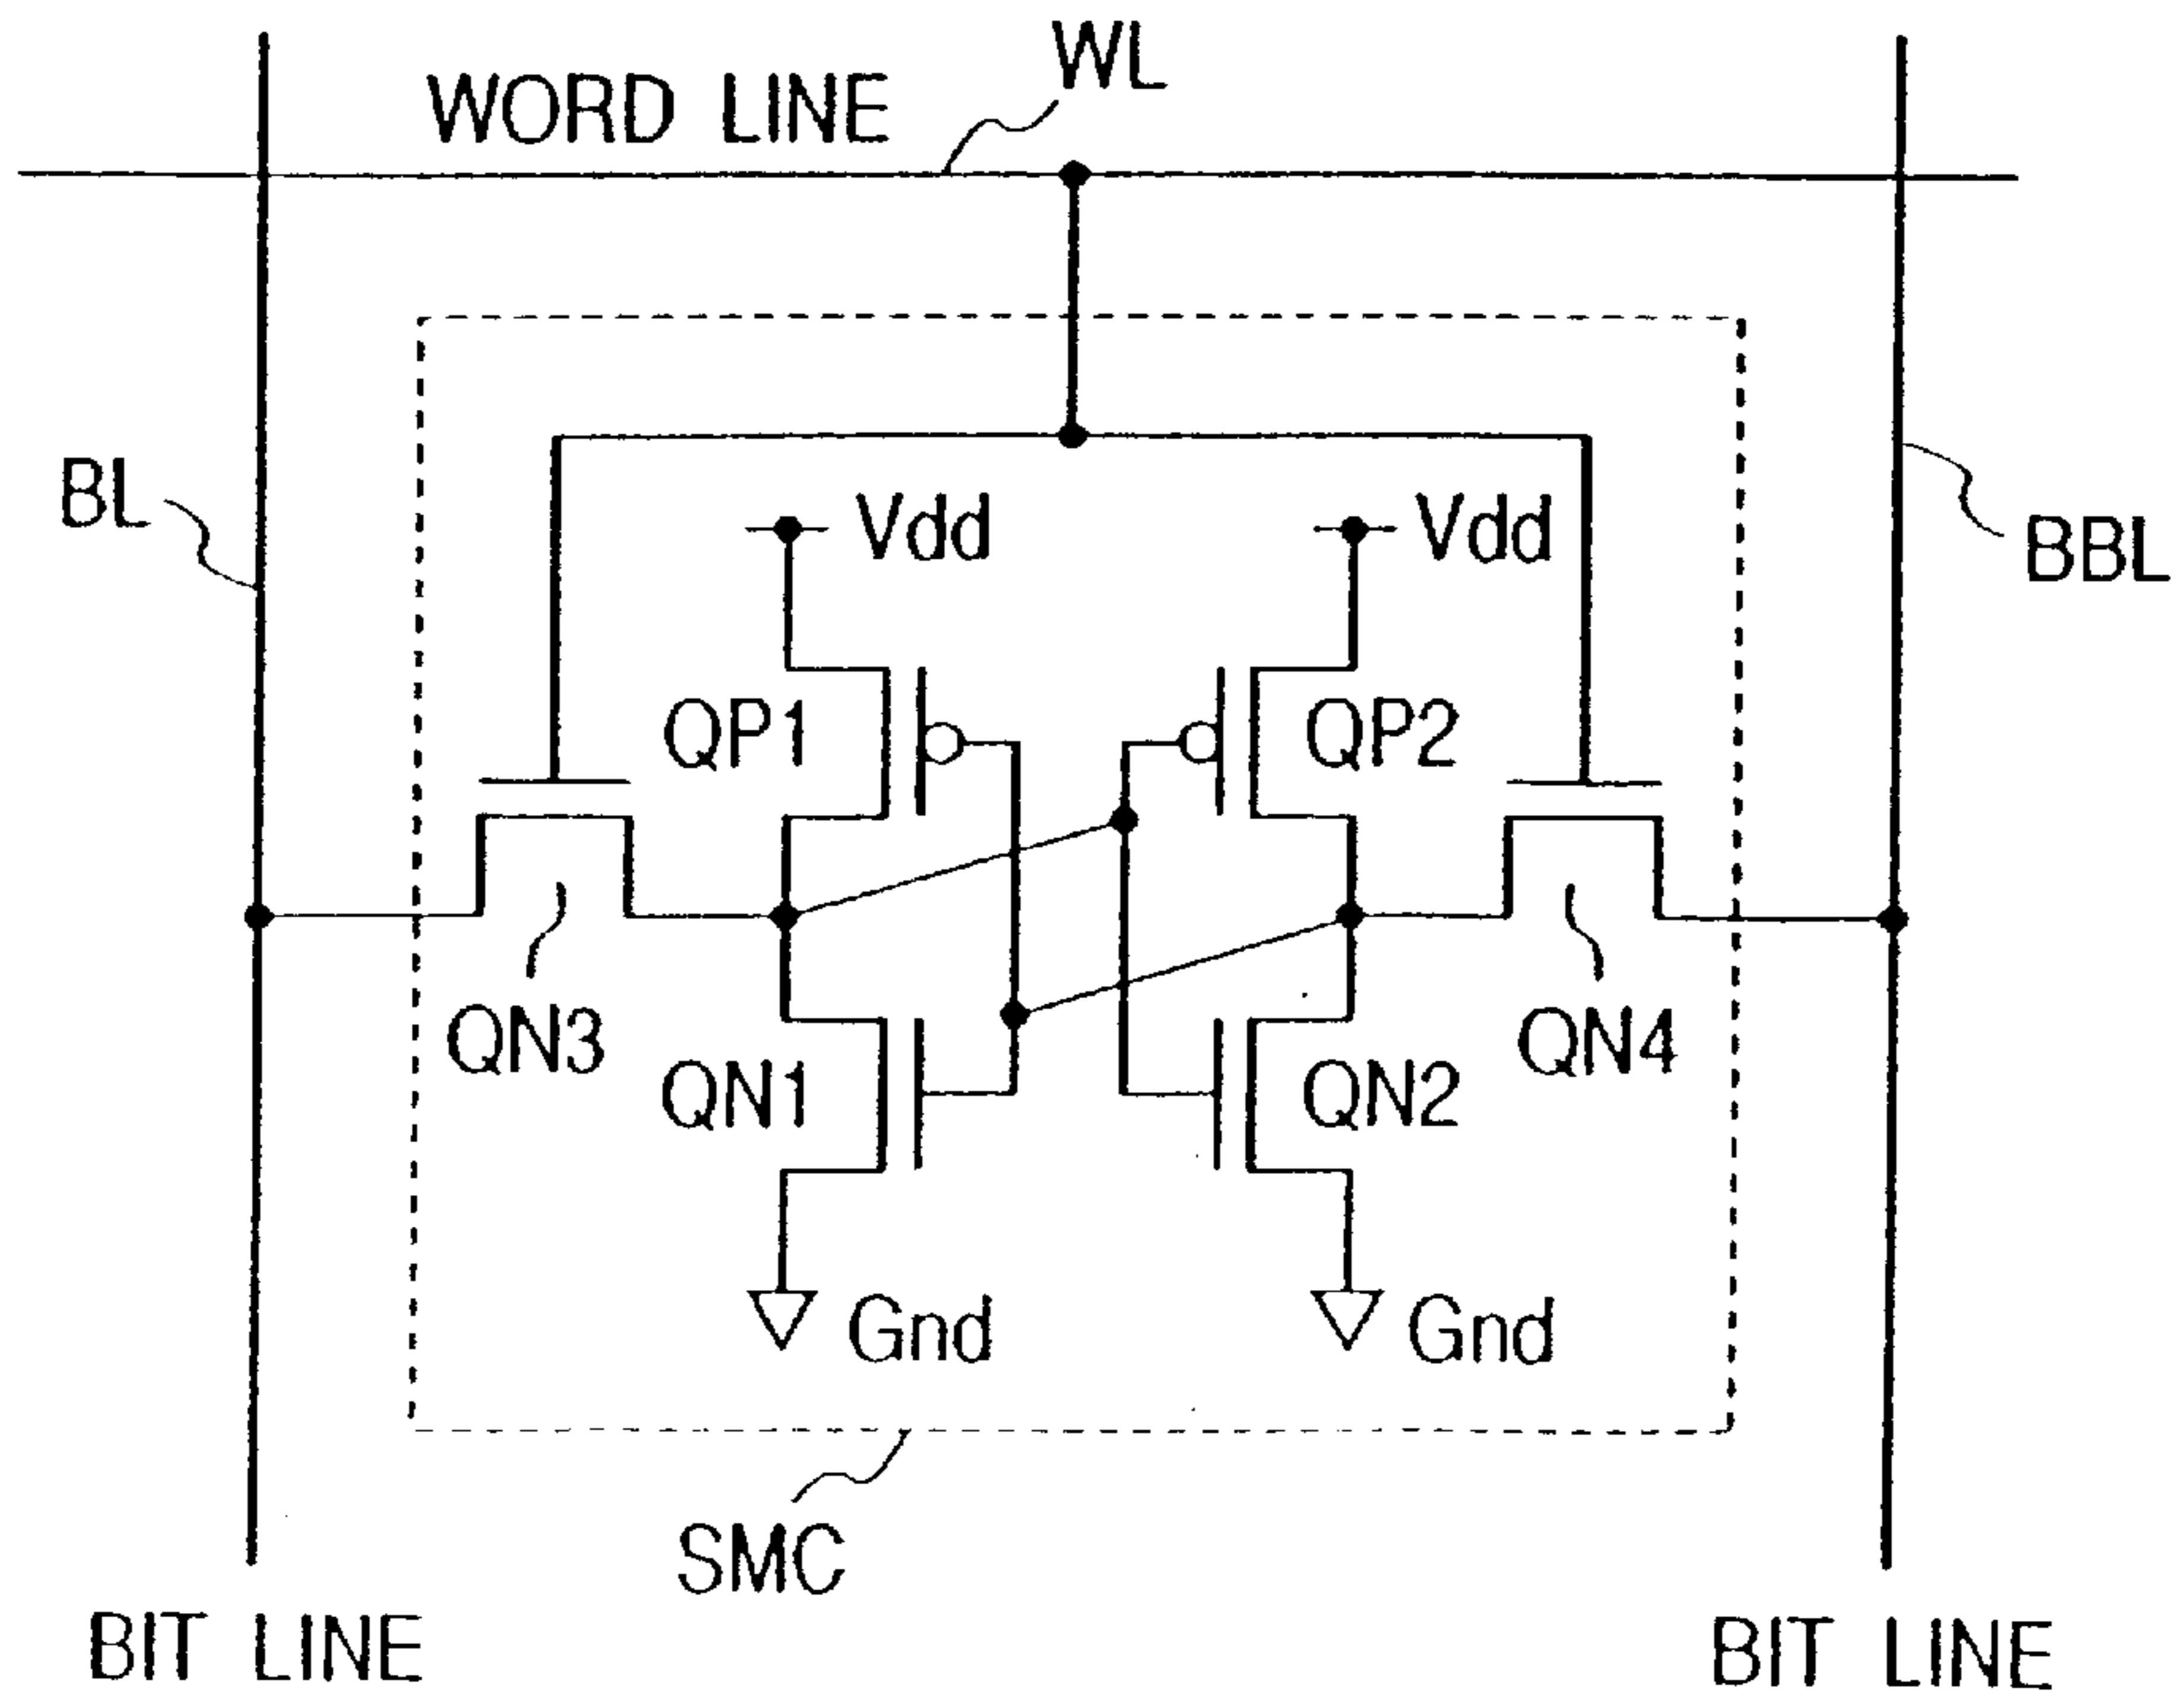 WL
WORD LINE
BL
Vdd
Vdd
BBL
QP1
QP2
QN3
QN4
QN1
QN2
Gnd
Gnd
SMC
BIT LINE
BIT LINE